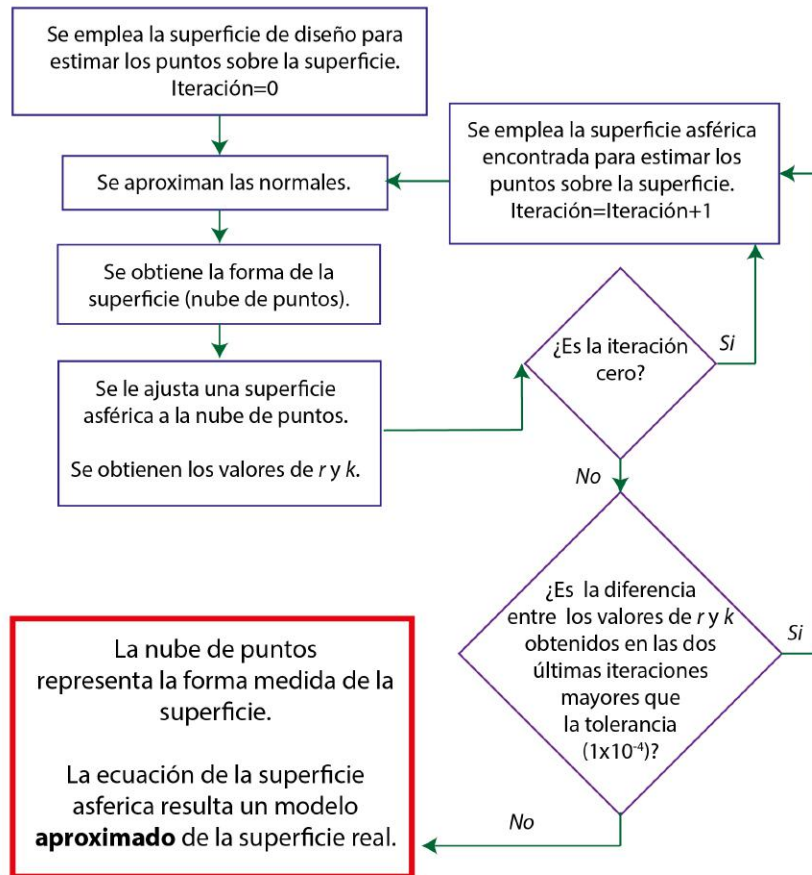 Se emplea la superficie de diseño para
estimar los puntos sobre la superficie.
Iteración=0
Se aproximan las normales.
Se obtiene la forma de la
superficie (nube de puntos).
Se le ajusta una superficie
asférica a la nube de puntos.
Se obtienen los valores de r y k.
Se emplea la superficie asférica
encontrada para estimar los
puntos sobre la superficie.
Iteración=Iteración+1
¿Es la iteración
cero?
Si
No
¿Es la diferencia
entre los valores de r y k
obtenidos en las dos
últimas iteraciones
mayores que
la tolerancia
(1x10⁻⁴)?
Si
No
La nube de puntos
representa la forma medida de la
superficie.
La ecuación de la superficie
asferica resulta un modelo
aproximado de la superficie real.